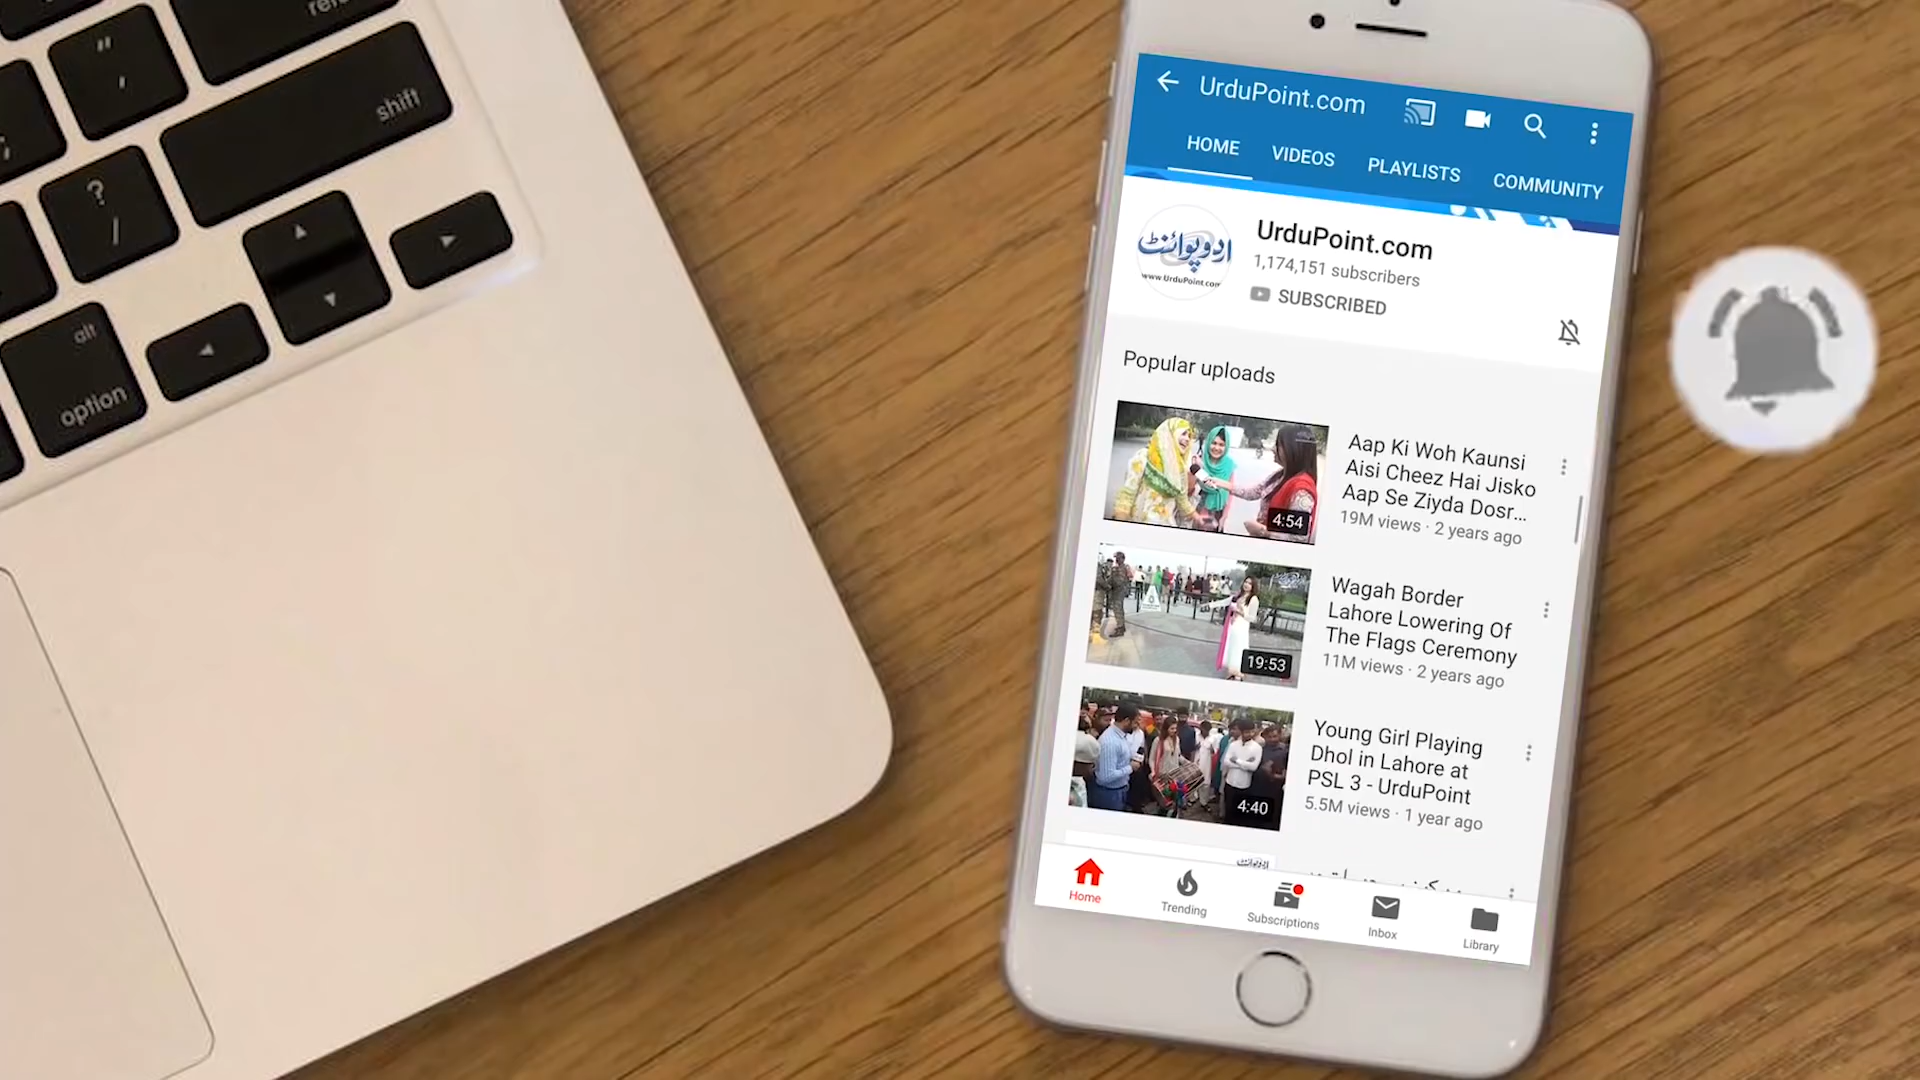 rel
"
,
shift
;
?
/
alt
option
UrduPoint.com
HOME
VIDEOS
PLAYLISTS
COMMUNITY
اردوپوائنٹ
www.UrduPoint.com
UrduPoint.com
1,174,151 subscribers
SUBSCRIBED
Popular uploads
4:54
Aap Ki Woh Kaunsi
Aisi Cheez Hai Jisko
Aap Se Ziyda Dosr...
19M views · 2 years ago
19:53
Wagah Border
Lahore Lowering Of
The Flags Ceremony
11M views · 2 years ago
4:40
Young Girl Playing
Dhol in Lahore at
PSL 3 - UrduPoint
5.5M views · 1 year ago
Home
Trending
Subscriptions
Inbox
Library